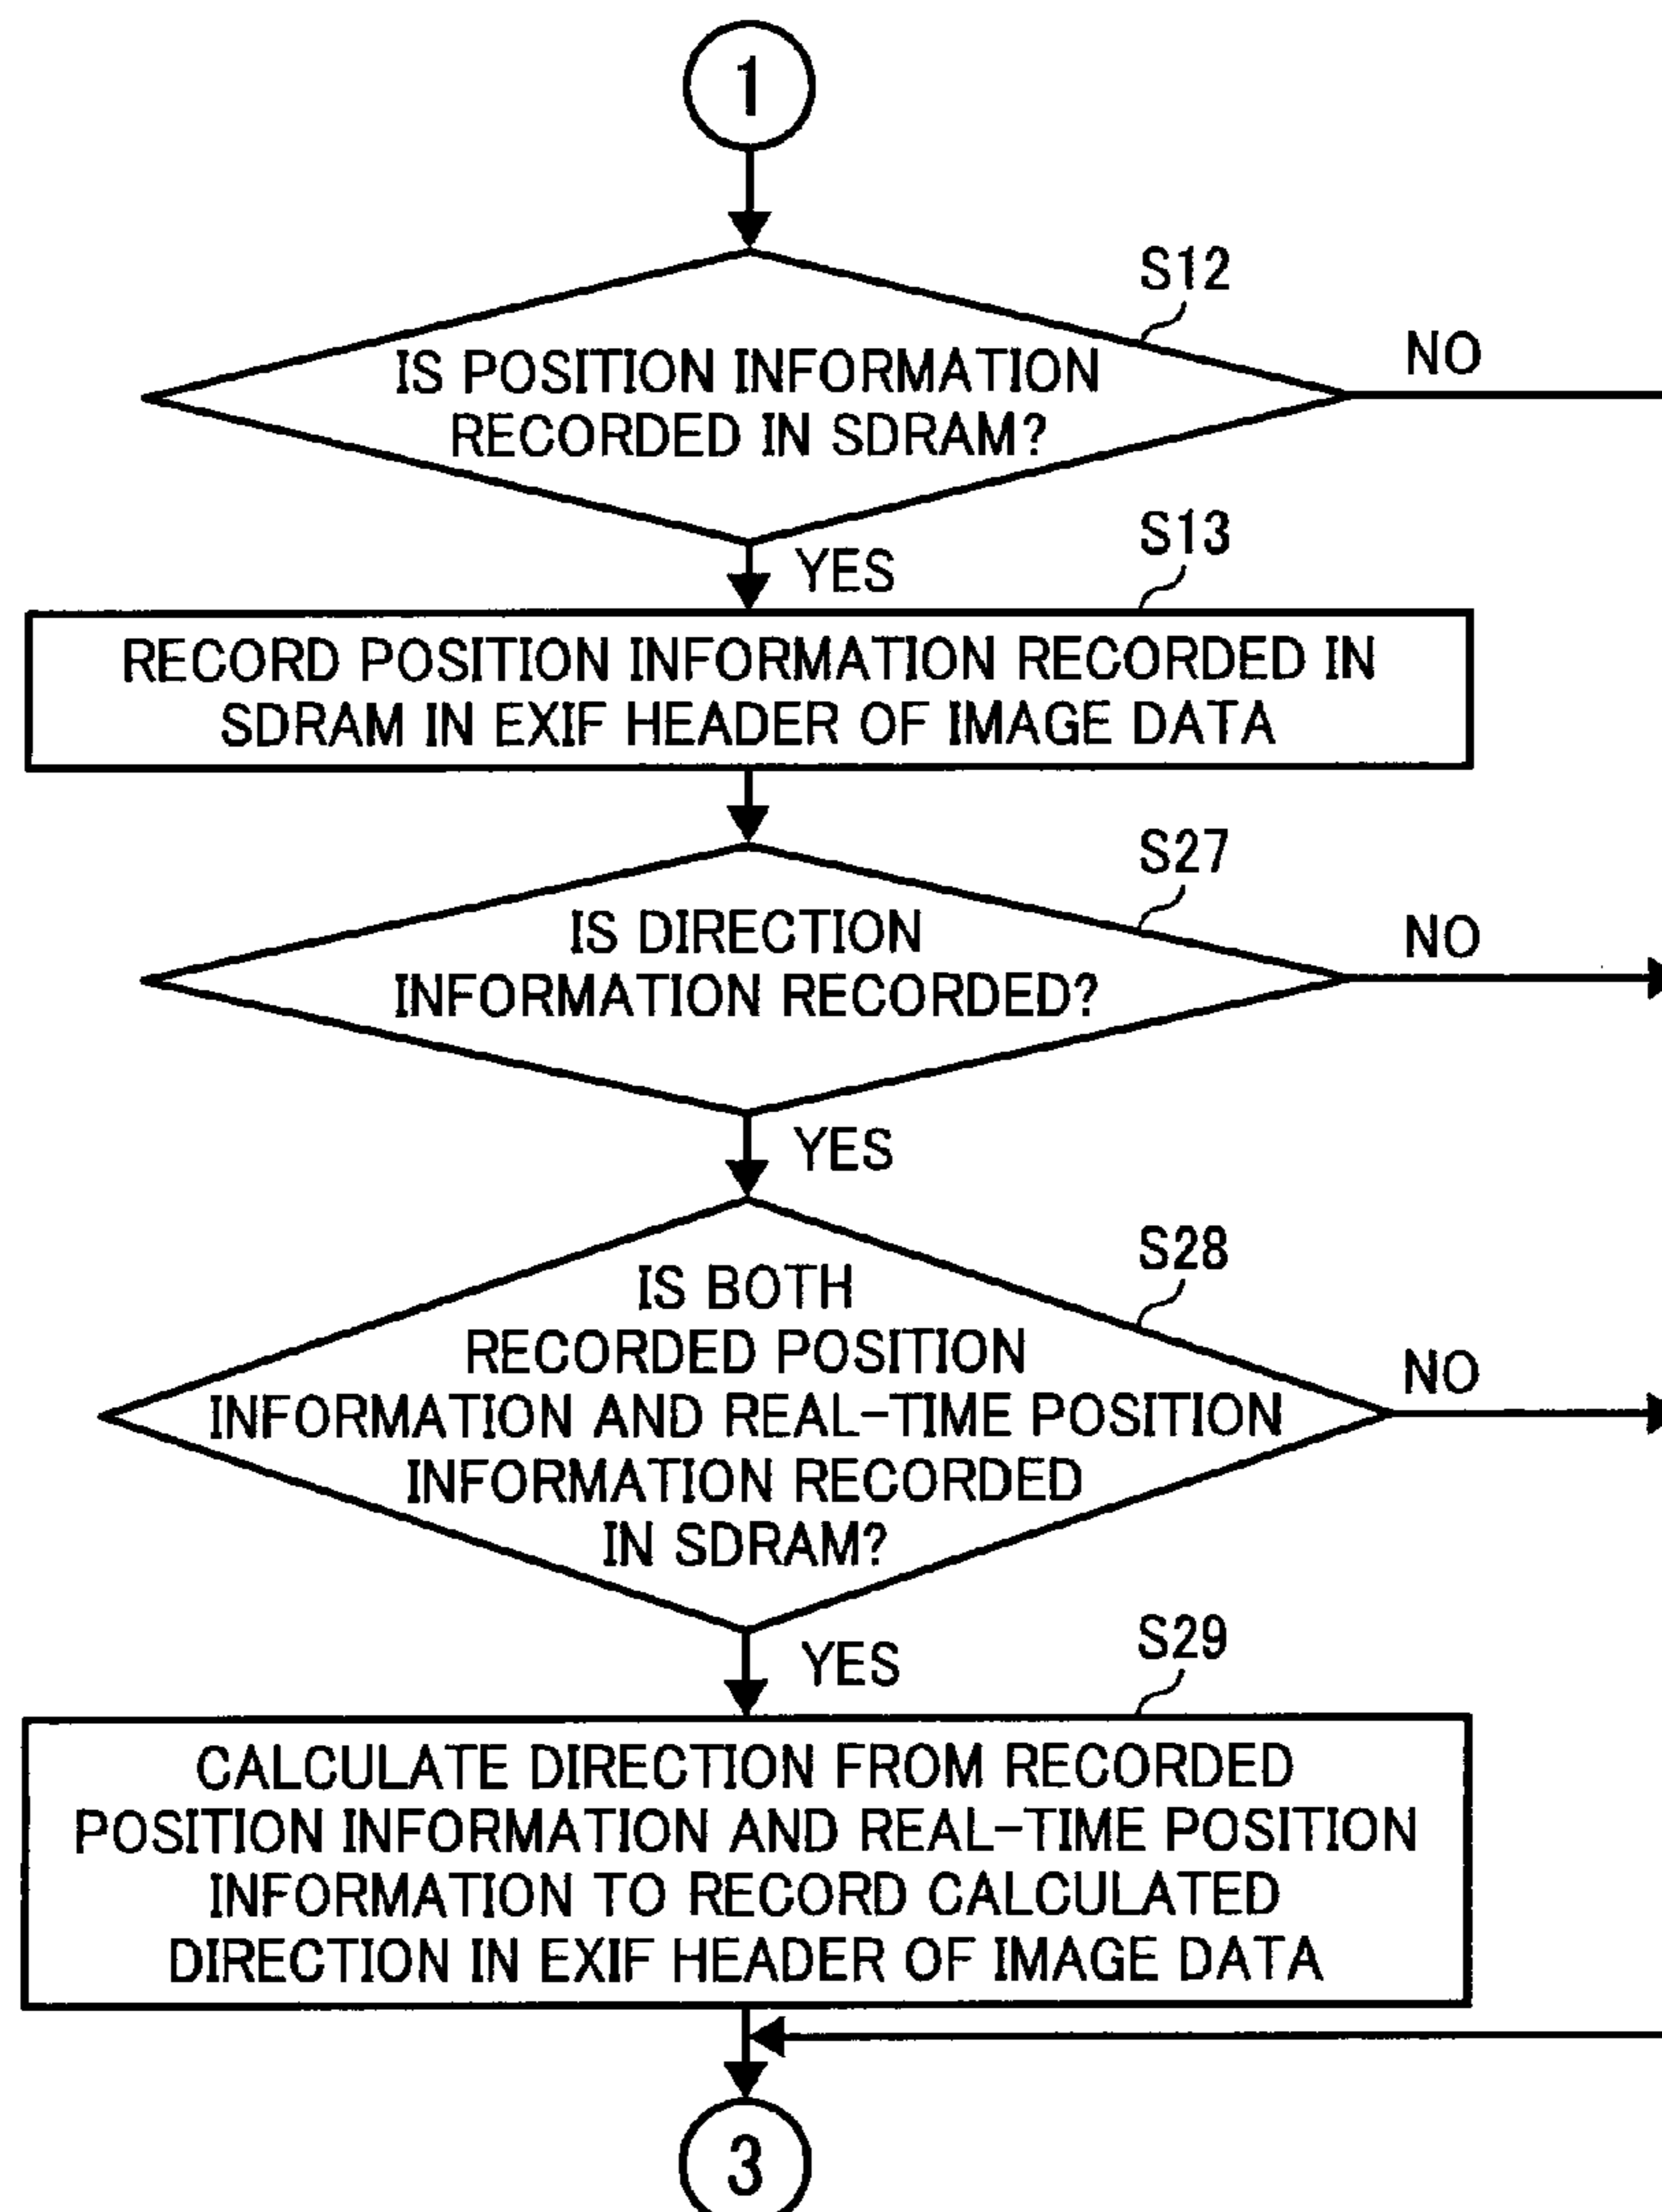 1
S12
IS POSITION INFORMATION
RECORDED IN SDRAM?
NO
YES
S13
RECORD POSITION INFORMATION RECORDED IN
SDRAM IN EXIF HEADER OF IMAGE DATA
S27
IS DIRECTION
INFORMATION RECORDED?
NO
YES
S28
IS BOTH
RECORDED POSITION
INFORMATION AND REAL-TIME POSITION
INFORMATION RECORDED
IN SDRAM?
NO
YES
S29
CALCULATE DIRECTION FROM RECORDED
POSITION INFORMATION AND REAL-TIME POSITION
INFORMATION TO RECORD CALCULATED
DIRECTION IN EXIF HEADER OF IMAGE DATA
3